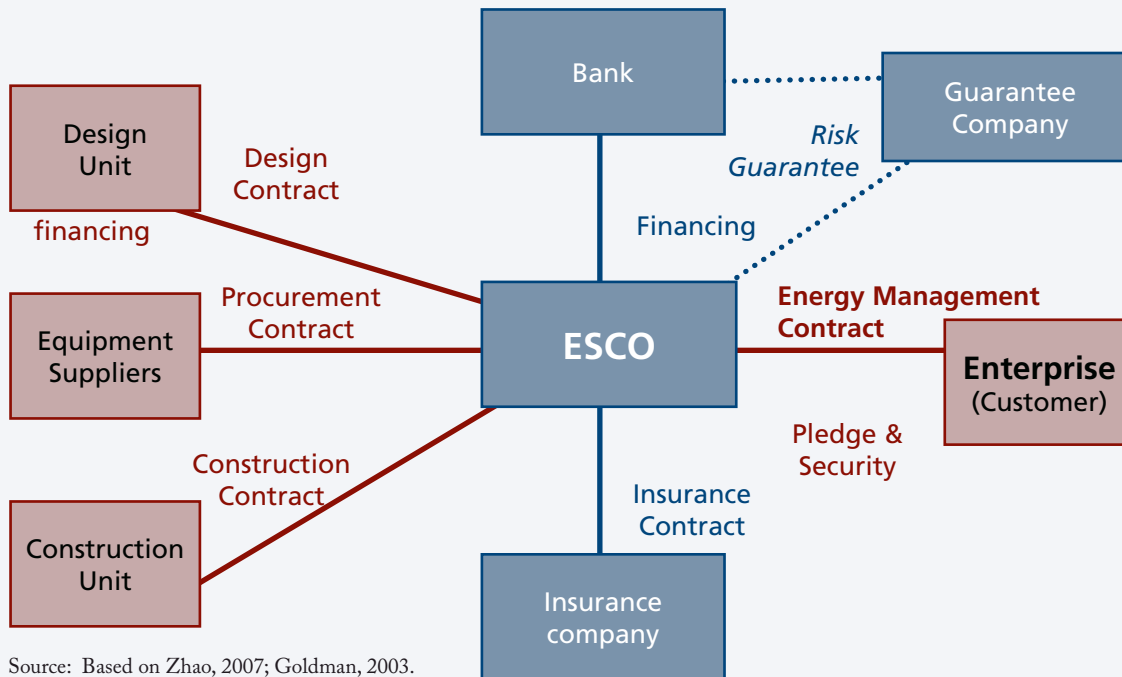 Bank
Guarantee
Company
Design
Unit
Design
Contract
Risk
Guarantee
financing
Financing
Procurement
Contract
Energy Management
Contract
Equipment
Suppliers
ESCO
Enterprise
(Customer)
Pledge &
Security
Construction
Contract
Insurance
Contract
Construction
Unit
Insurance
company
Source: Based on Zhao, 2007; Goldman, 2003.